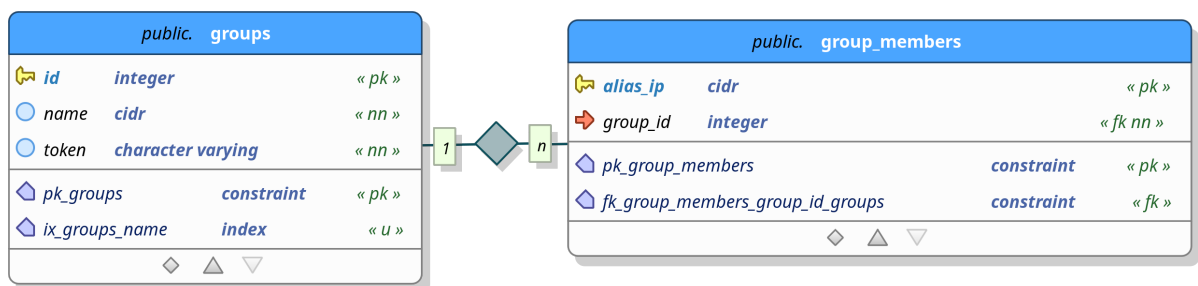 public. groups
id integer « pk »
name cidr « nn »
token character varying « nn »
pk_groups constraint « pk »
ix_groups_name index « u »
1
n
public. group_members
alias_ip cidr « pk »
group_id integer « fk nn »
pk_group_members constraint « pk »
fk_group_members_group_id_groups constraint « fk »